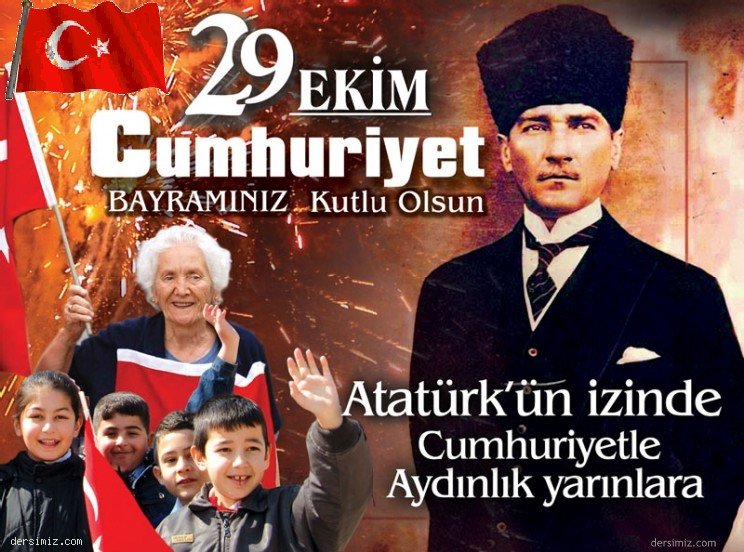 29 EKİM
Cumhuriyet
BAYRAMINIZ Kutlu Olsun
Atatürk'ün izinde
Cumhuriyetle
Aydınlık yarınlara
dersimiz.com
dersimiz.com